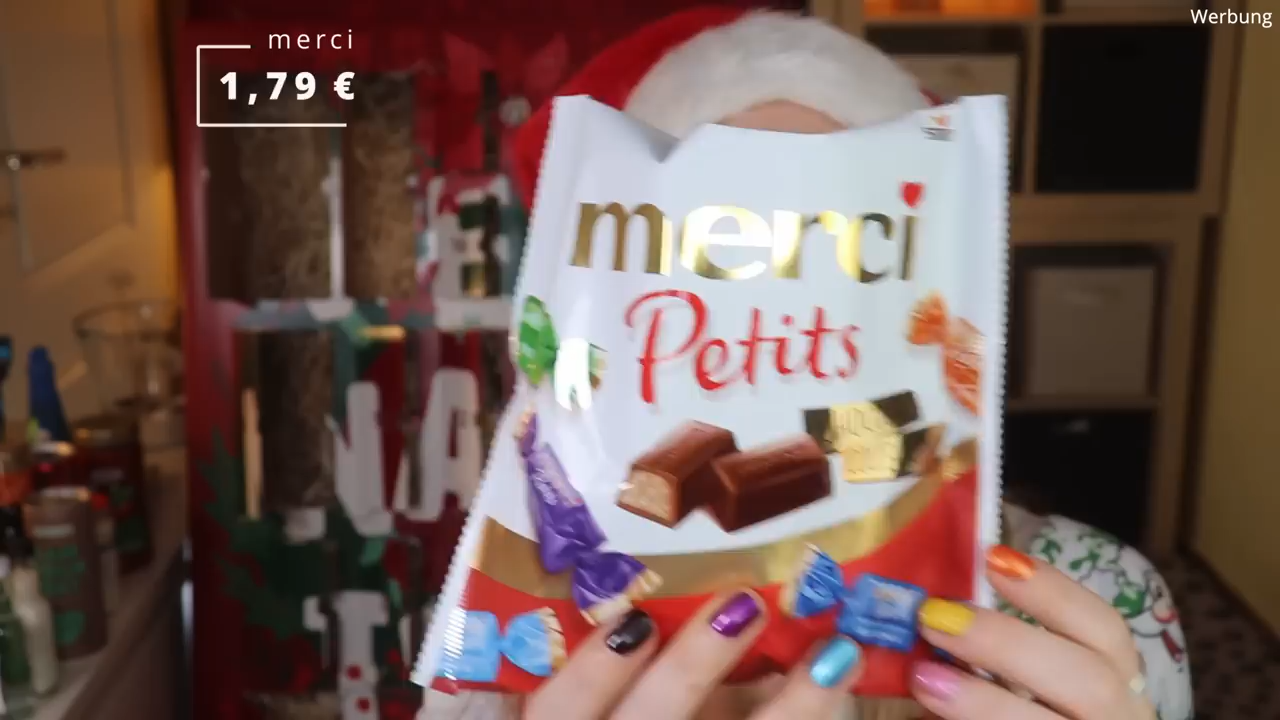 Werbung
merci
1,79 €
merci
Petits